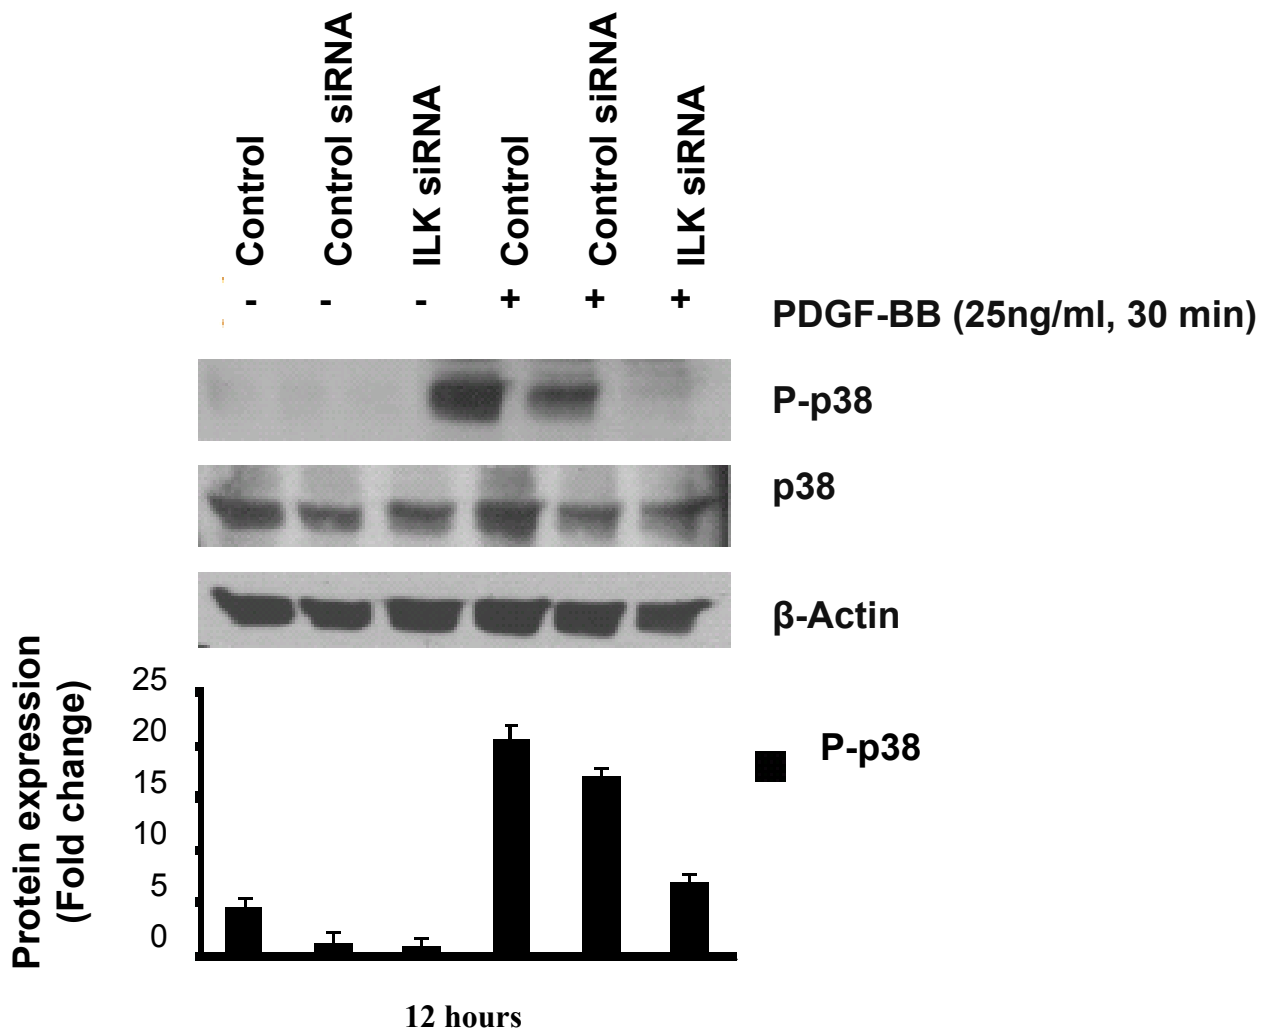 Control
Control siRNA
ILK siRNA
Control
Control siRNA
ILK siRNA
- - - + + +
PDGF-BB (25ng/ml, 30 min)
P-p38
p38
β-Actin
Protein expression
(Fold change)
25
20
15
10
5
0
P-p38
12 hours